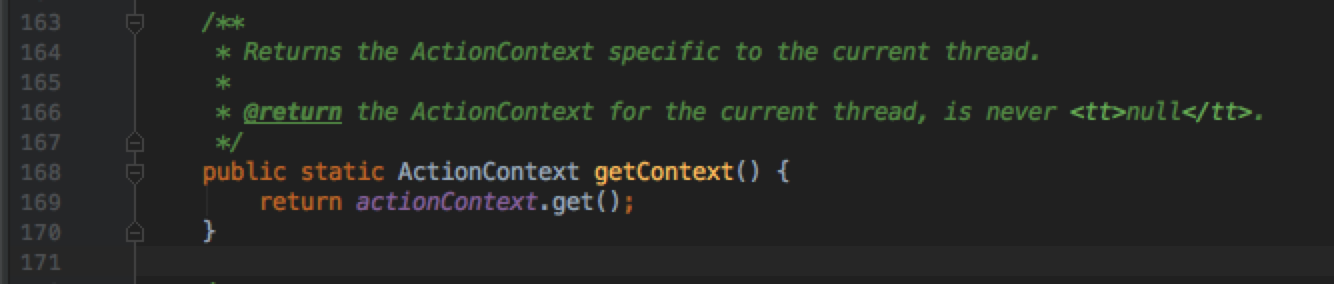 163 /**
164 * Returns the ActionContext specific to the current thread.
165 *
166 * @return the ActionContext for the current thread, is never <tt>null</tt>.
167 */
168 public static ActionContext getContext() {
169 return actionContext.get();
170 }
171